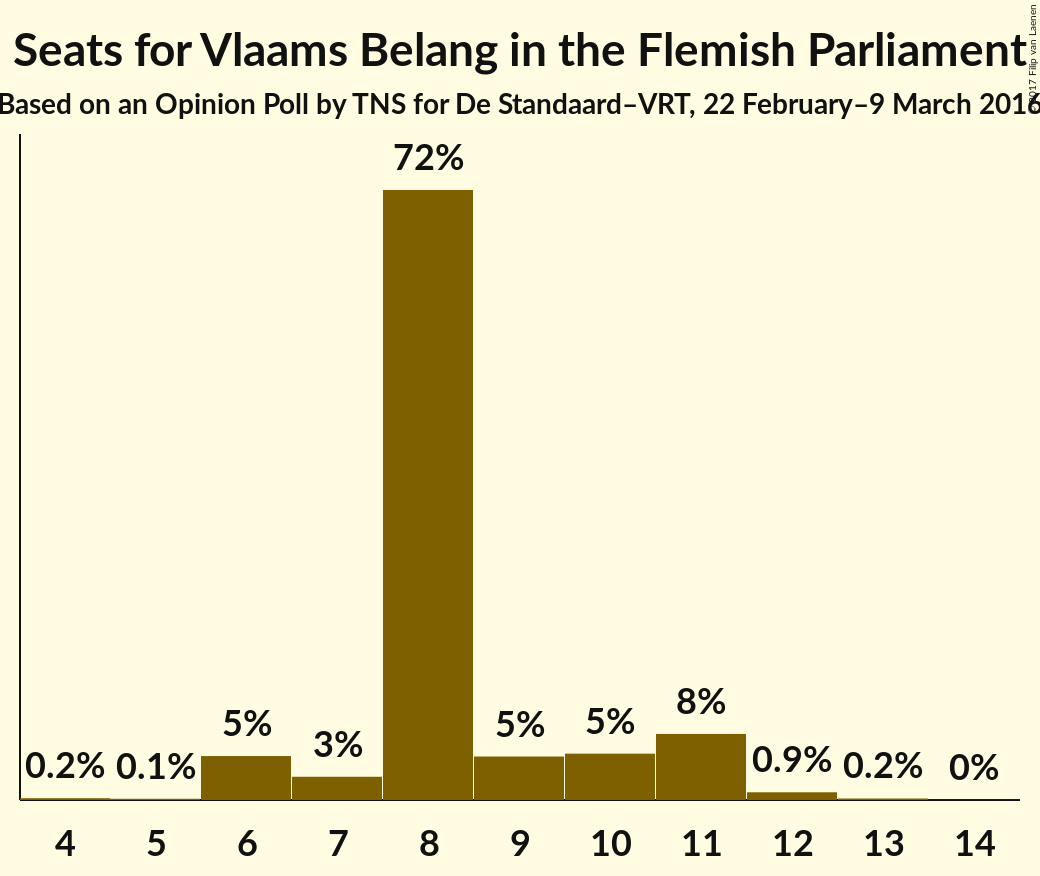 Seats for Vlaams Belang in the Flemish Parliament
Based on an Opinion Poll by TNS for De Standaard–VRT, 22 February–9 March 2016
© 2017 Filip van Laenen
72%
8%
5%
5%
5%
3%
0.2%
0.1%
0.9%
0.2%
0%
4 5 6 7 8 9 10 11 12 13 14